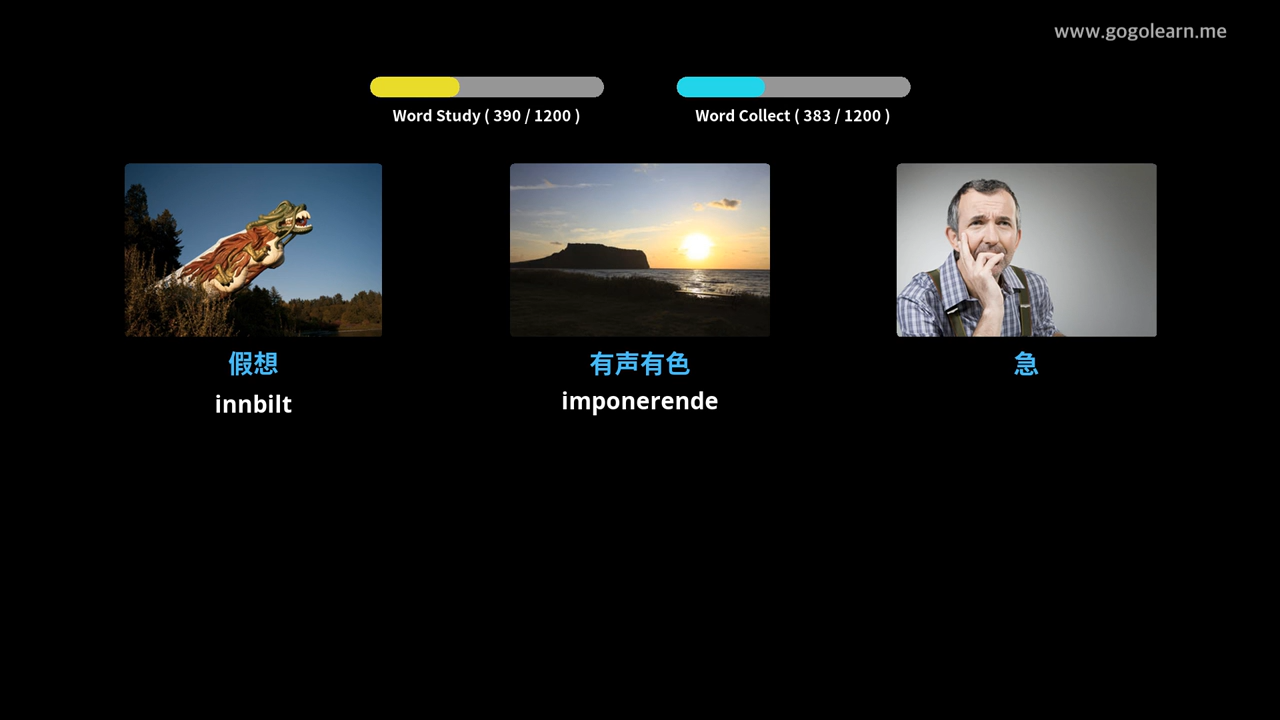 www.gogolearn.me
Word Study ( 390 / 1200 )
Word Collect ( 383 / 1200 )
假想
有声有色
急
innbilt
imponerende